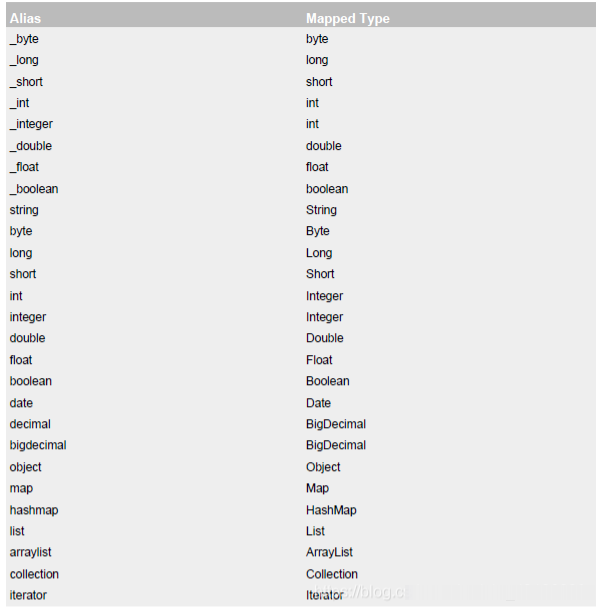 Alias Mapped Type
_byte byte
_long long
_short short
_int int
_integer int
_double double
_float float
_boolean boolean
string String
byte Byte
long Long
short Short
int Integer
integer Integer
double Double
float Float
boolean Boolean
date Date
decimal BigDecimal
bigdecimal BigDecimal
object Object
map Map
hashmap HashMap
list List
arraylist ArrayList
collection Collection
iterator Iterator